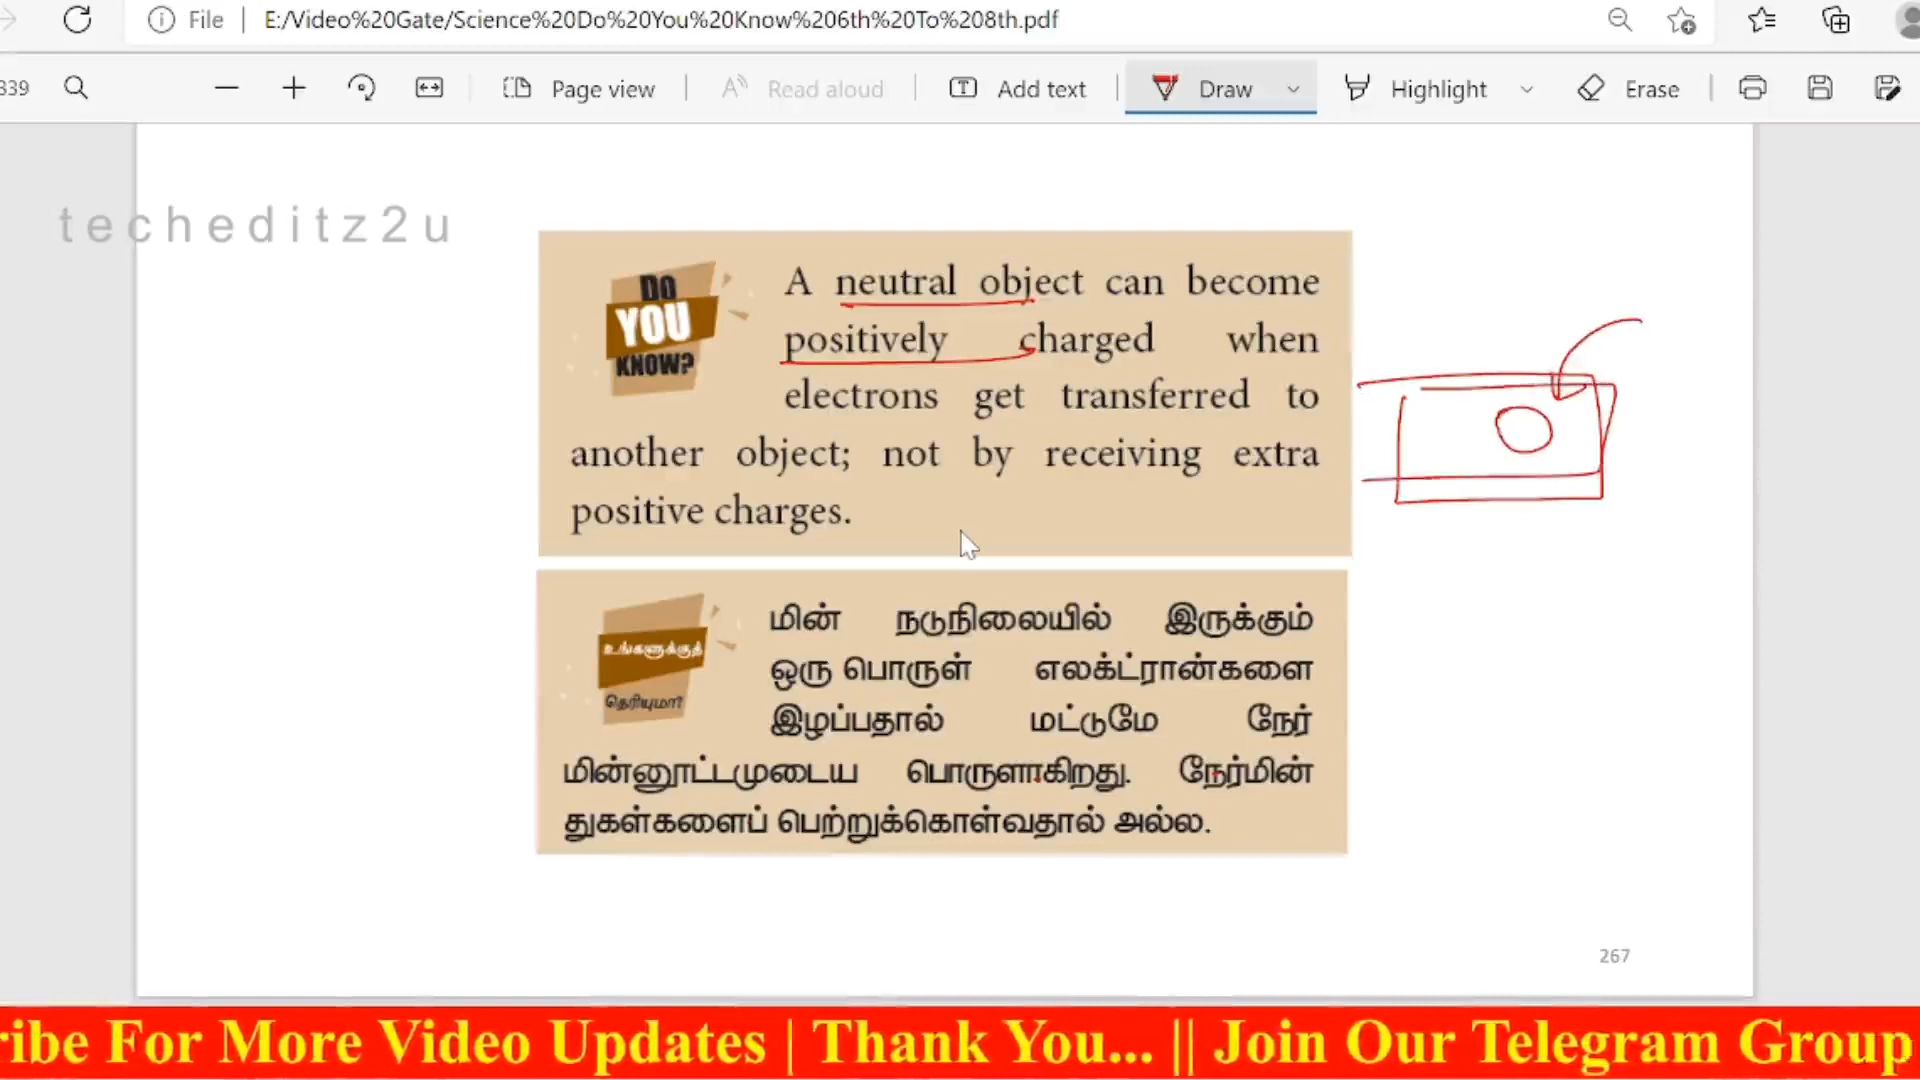 File | E:/Video%20Gate/Science%20Do%20You%20Know%206th%20To%208th.pdf
339 Page view | Read aloud | Add text | Draw Highlight Erase
techeditz2u
DO YOU KNOW?
A neutral object can become
positively charged when
electrons get transferred to
another object; not by receiving extra
positive charges.
உங்களுக்குத் தெரியுமா?
மின் நடுநிலையில் இருக்கும்
ஒரு பொருள் எலக்ட்ரான்களை
இழப்பதால் மட்டுமே நேர்
மின்னூட்டமுடைய பொருளாகிறது. நேர்மின்
துகள்களைப் பெற்றுக்கொள்வதால் அல்ல.
267
ribe For More Video Updates | Thank You... || Join Our Telegram Group